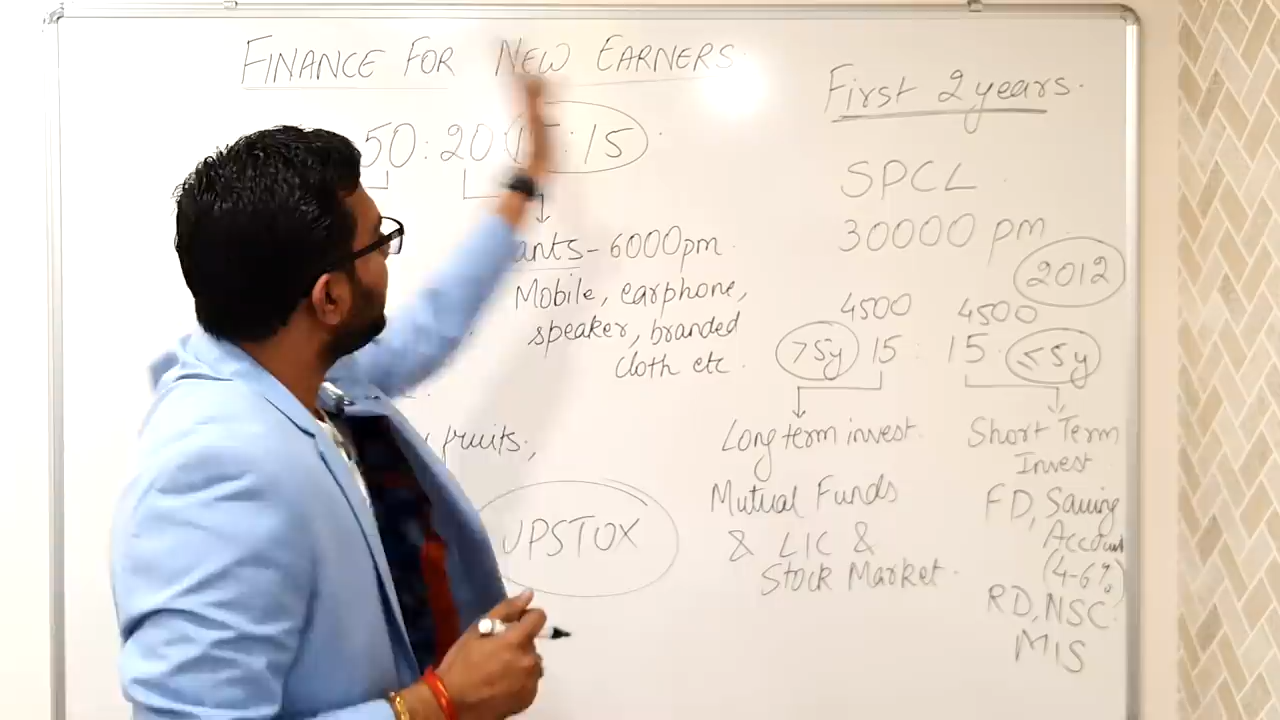 FINANCE FOR NEW EARNERS
50:20 15:15
ants - 6000pm
Mobile, earphone,
speaker, branded
cloth etc.
fruits,
UPSTOX
First 2 years.
SPCL
30000 pm
2012
4500 4500
>5y 15 : 15 ≤5y
Long term invest.
Mutual Funds
& LIC &
Stock Market.
Short Term
Invest
FD, Saving
Account
(4-6%)
RD, NSC
MIS